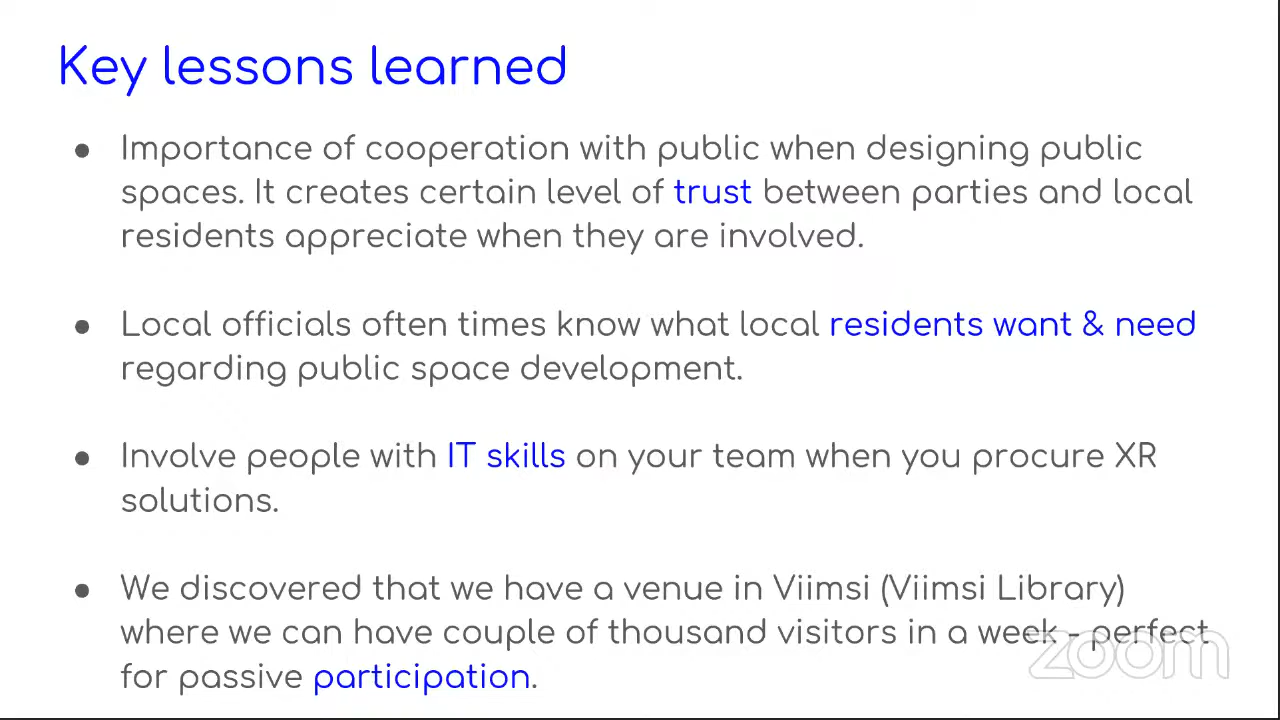 Key lessons learned
● Importance of cooperation with public when designing public
spaces. It creates certain level of trust between parties and local
residents appreciate when they are involved.
● Local officials often times know what local residents want & need
regarding public space development.
● Involve people with IT skills on your team when you procure XR
solutions.
● We discovered that we have a venue in Viimsi (Viimsi Library)
where we can have couple of thousand visitors in a week - perfect
for passive participation.
zoom